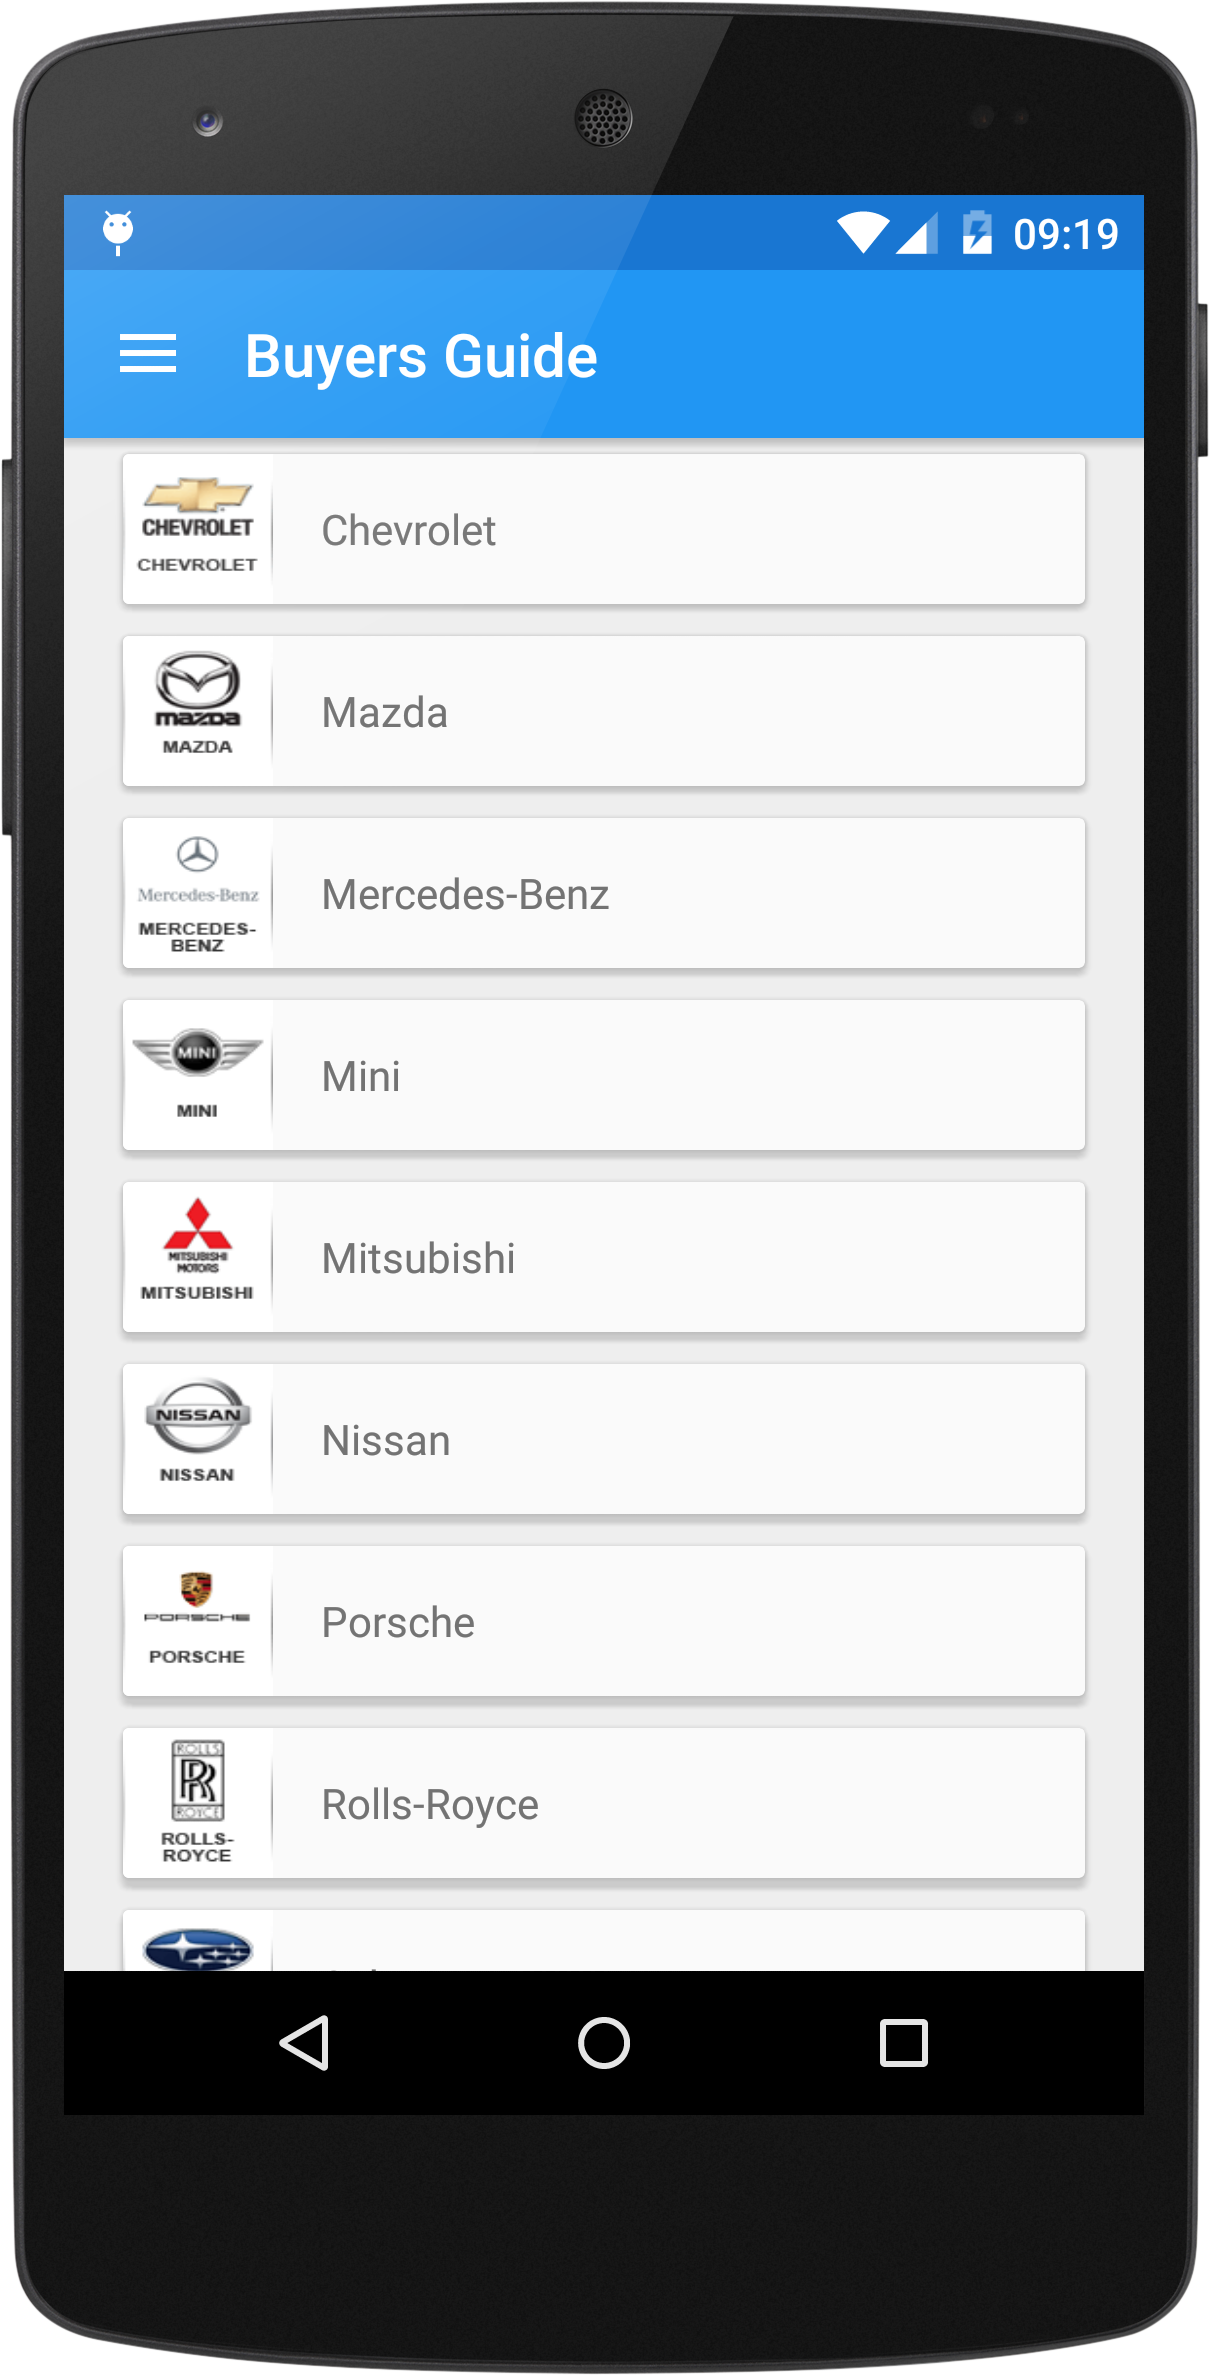 09:19
Buyers Guide
CHEVROLET
CHEVROLET
Chevrolet
mazda
MAZDA
Mazda
Mercedes-Benz
MERCEDES-
BENZ
Mercedes-Benz
MINI
MINI
Mini
MITSUBISHI
MOTORS
MITSUBISHI
Mitsubishi
NISSAN
NISSAN
Nissan
PORSCHE
PORSCHE
Porsche
ROLLS
RR
ROYCE
ROLLS-
ROYCE
Rolls-Royce